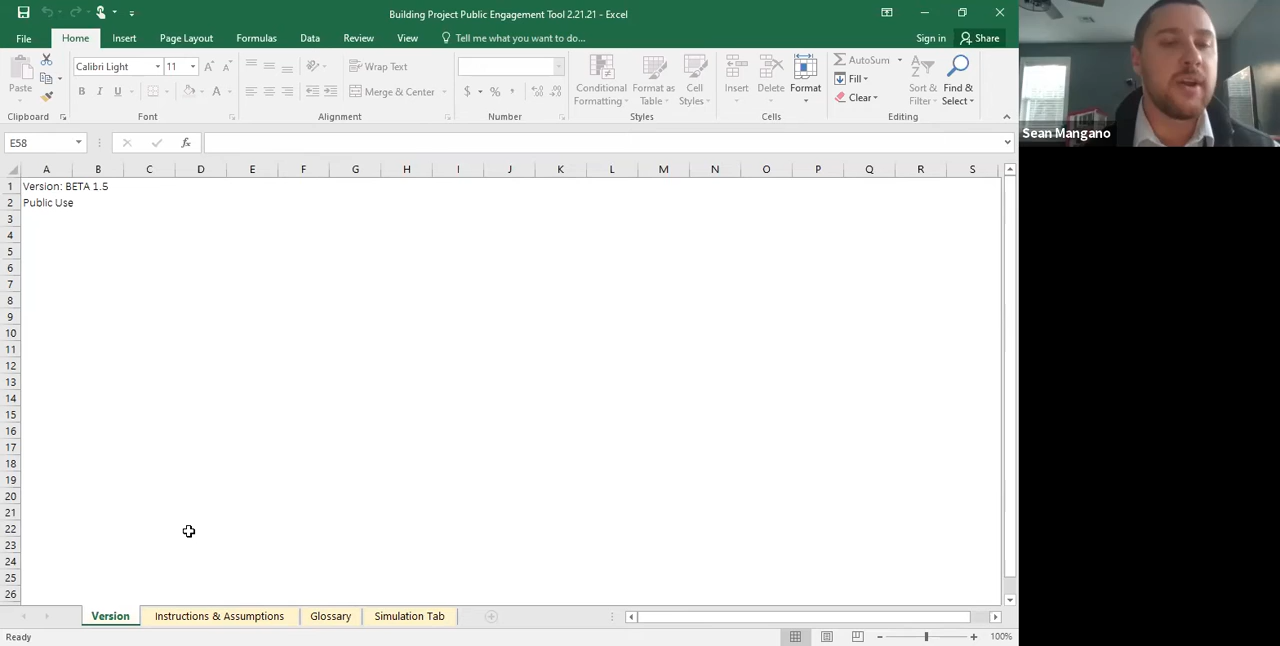 Building Project Public Engagement Tool 2.21.21 - Excel
File Home Insert Page Layout Formulas Data Review View Tell me what you want to do... Sign in Share
Calibri Light 11 Wrap Text AutoSum
Paste Conditional Formatting Format as Table Cell Styles Insert Delete Format Fill Sort & Filter Find & Select
B I U A Merge & Center $ % , Clear
Clipboard Font Alignment Number Styles Cells Editing
E58 fx
A B C D E F G H I J K L M N O P Q R S
1 Version: BETA 1.5
2 Public Use
3
4
5
6
7
8
9
10
11
12
13
14
15
16
17
18
19
20
21
22
23
24
25
26
Version Instructions & Assumptions Glossary Simulation Tab
Ready 100%
Sean Mangano